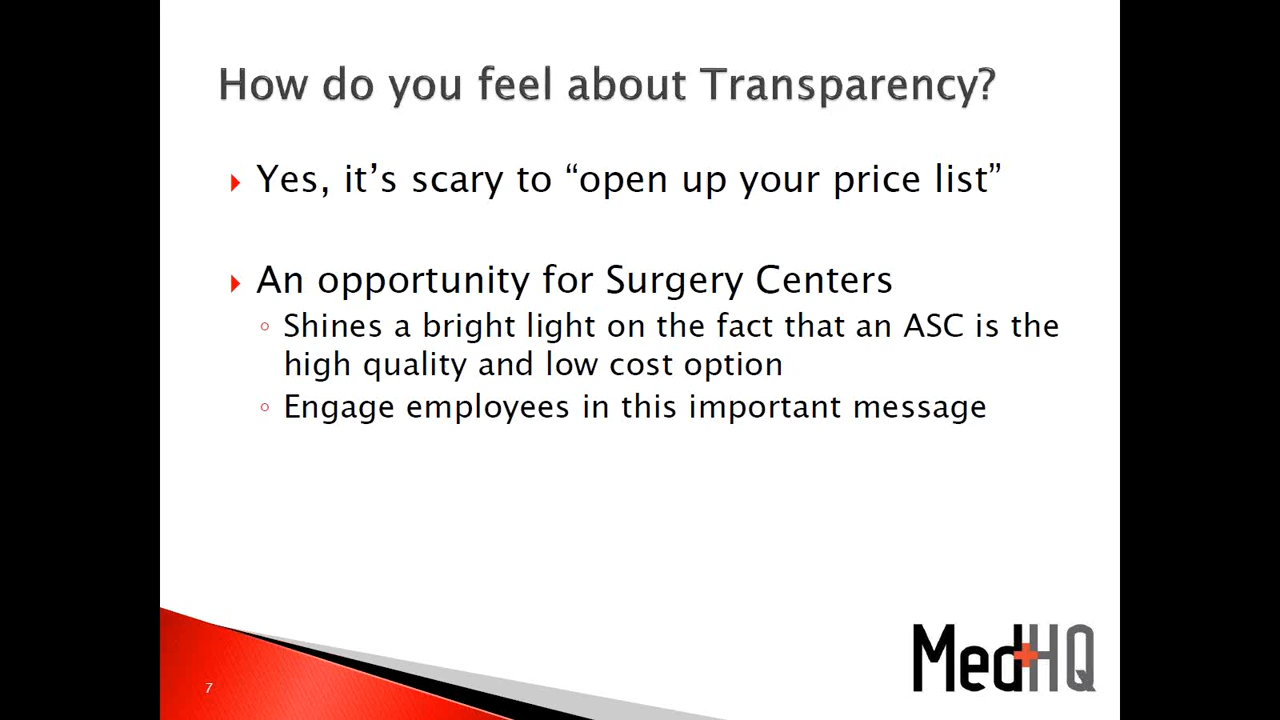 How do you feel about Transparency?
Yes, it’s scary to “open up your price list”
An opportunity for Surgery Centers
Shines a bright light on the fact that an ASC is the
high quality and low cost option
Engage employees in this important message
MedHQ
7